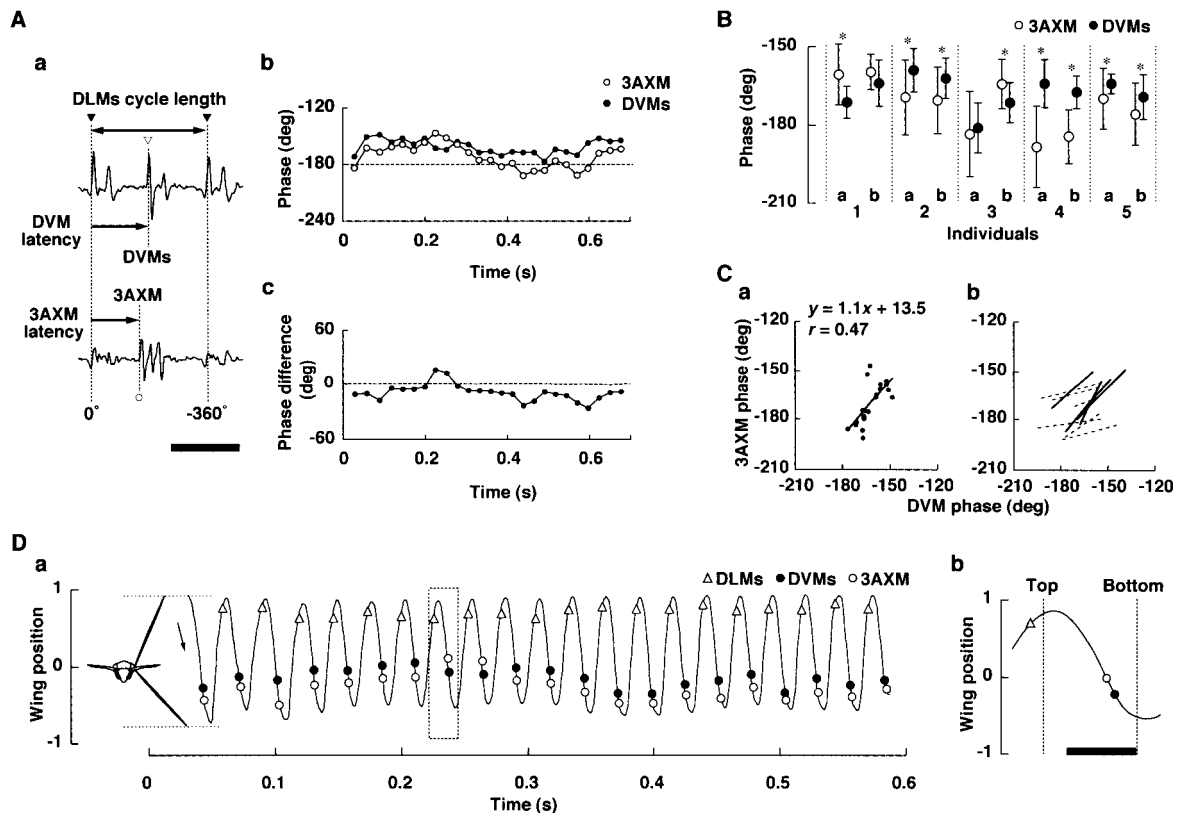 A
a
DLMs cycle length
DVM
latency
DVMs
3AXM
3AXM
latency
0°
-360°
b
3AXM
DVMs
Phase (deg)
-120
-180
-240
0
0.2
0.4
0.6
Time (s)
c
Phase difference
(deg)
60
0
-60
0
0.2
0.4
0.6
Time (s)
B
3AXM
DVMs
Phase (deg)
-150
-180
-210
* * * * * * * *
a b a b a b a b a b
1 2 3 4 5
Individuals
C
a
y = 1.1x + 13.5
r = 0.47
3AXM phase (deg)
-120
-150
-180
-210
-210 -180 -150 -120
b
-120
-150
-180
-210
-210 -180 -150 -120
DVM phase (deg)
D
a
DLMs
DVMs
3AXM
Wing position
1
0
-1
0 0.1 0.2 0.3 0.4 0.5 0.6
Time (s)
b
Top
Bottom
Wing position
1
0
-1